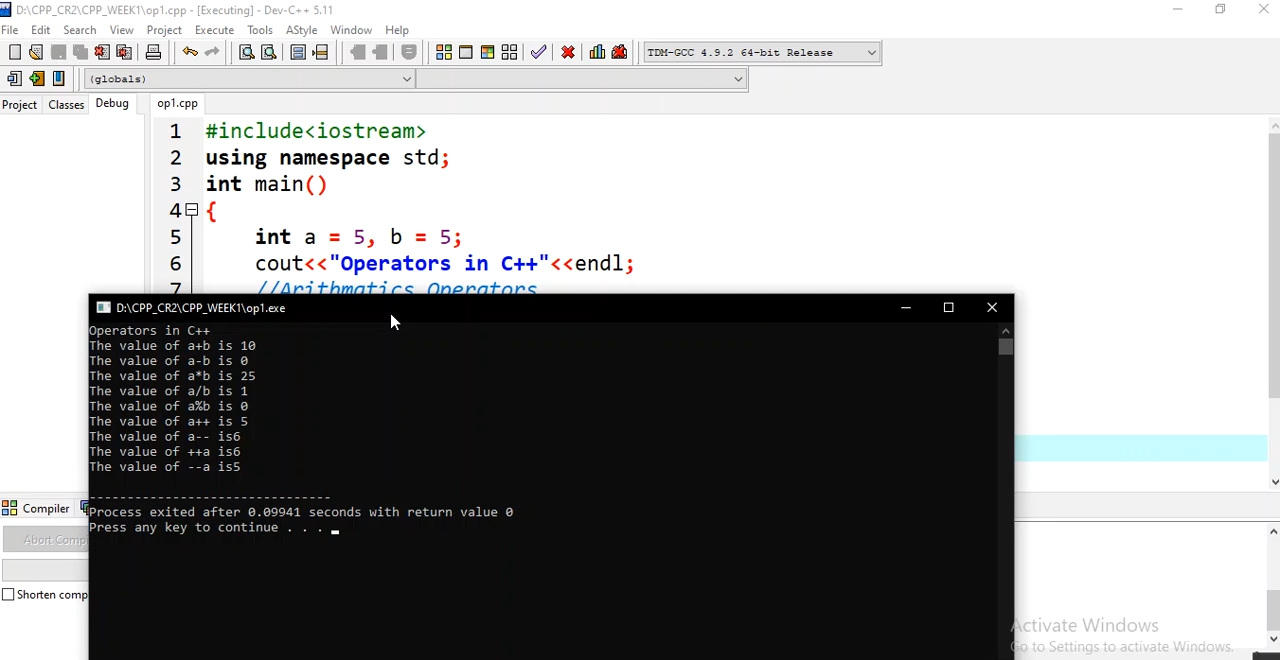 D:\CPP_CR2\CPP_WEEK1\op1.cpp - [Executing] - Dev-C++ 5.11
File Edit Search View Project Execute Tools AStyle Window Help
TDM-GCC 4.9.2 64-bit Release
(globals)
Project Classes Debug op1.cpp
1 #include<iostream>
2 using namespace std;
3 int main()
4 {
5 int a = 5, b = 5;
6 cout<<"Operators in C++"<<endl;
7 //Arithmatics Operators
D:\CPP_CR2\CPP_WEEK1\op1.exe
Operators in C++
The value of a+b is 10
The value of a-b is 0
The value of a*b is 25
The value of a/b is 1
The value of a%b is 0
The value of a++ is 5
The value of a-- is6
The value of ++a is6
The value of --a is5
--------------------------------
Process exited after 0.09941 seconds with return value 0
Press any key to continue . . .
Compiler
Abort Compi
Shorten comp
Activate Windows
Go to Settings to activate Windows.